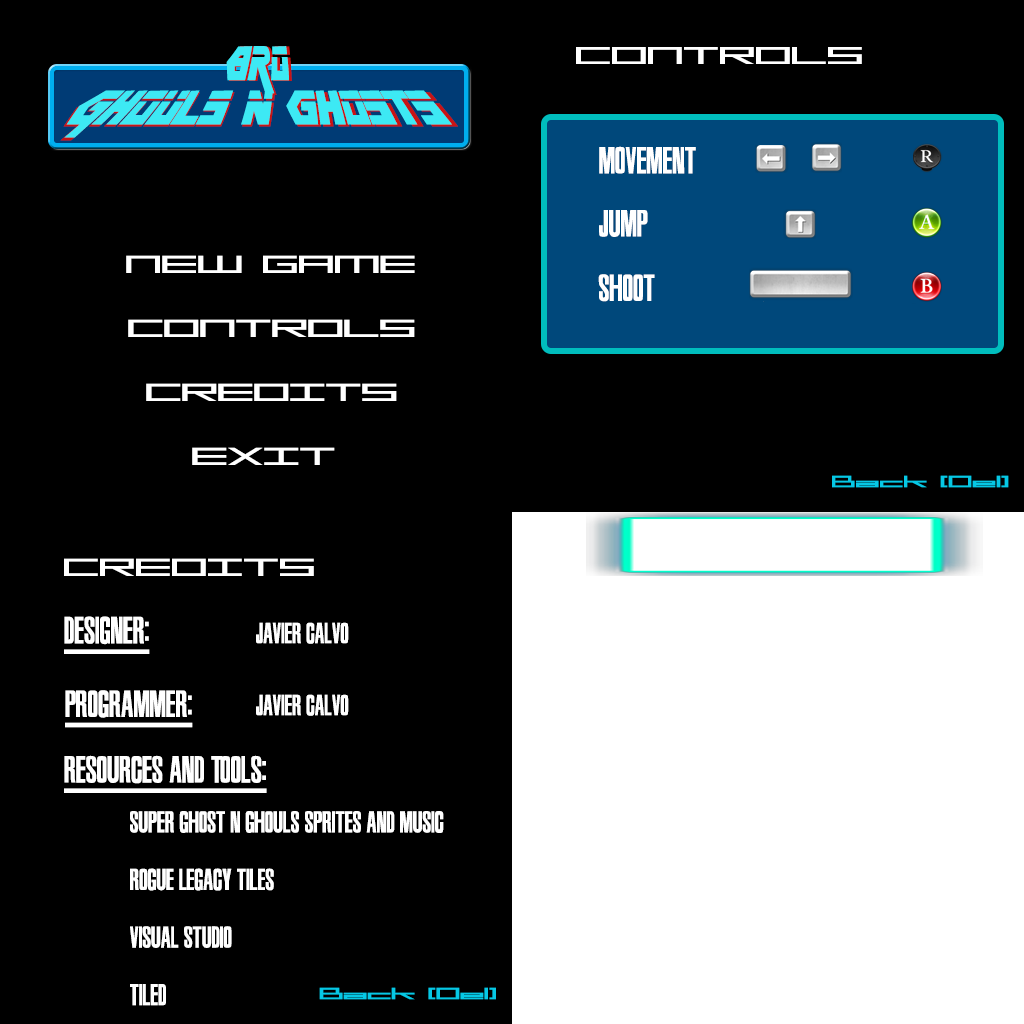 BRU
GHOULS N GHOSTS
NEW GAME
CONTROLS
CREDITS
EXIT
CONTROLS
MOVEMENT R
JUMP A
SHOOT B
Back (Del)
CREDITS
DESIGNER: JAVIER CALVO
PROGRAMMER: JAVIER CALVO
RESOURCES AND TOOLS:
SUPER GHOST N GHOULS SPRITES AND MUSIC
ROGUE LEGACY TILES
VISUAL STUDIO
TILED
Back (Del)